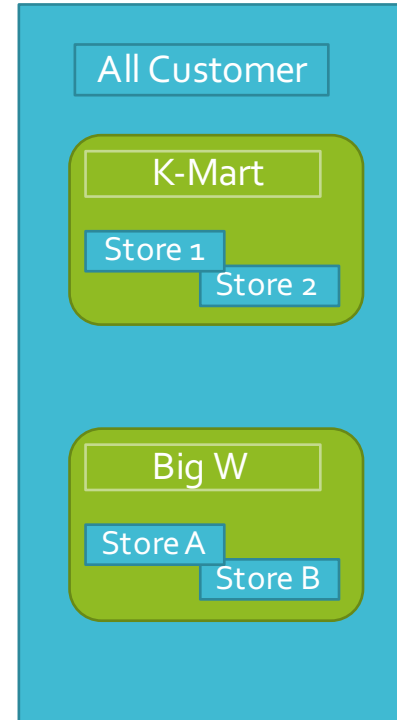 All Customer
K-Mart
Store 1
Store 2
Big W
Store A
Store B